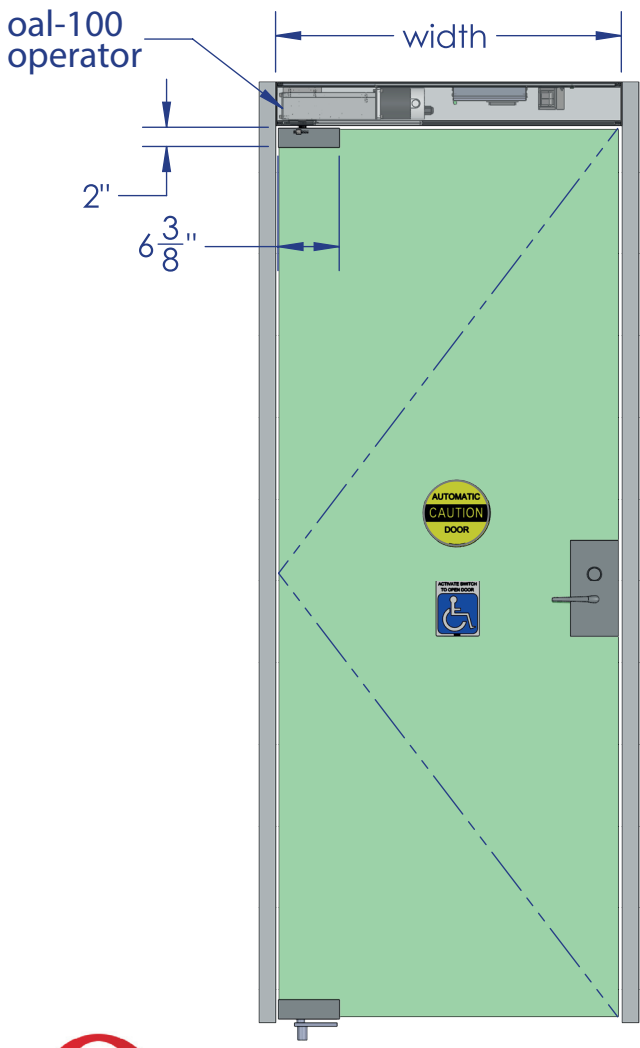 oal-100
operator
width
2"
6 3/8"
AUTOMATIC
CAUTION
DOOR
ACTIVATE SWITCH
TO OPEN DOOR